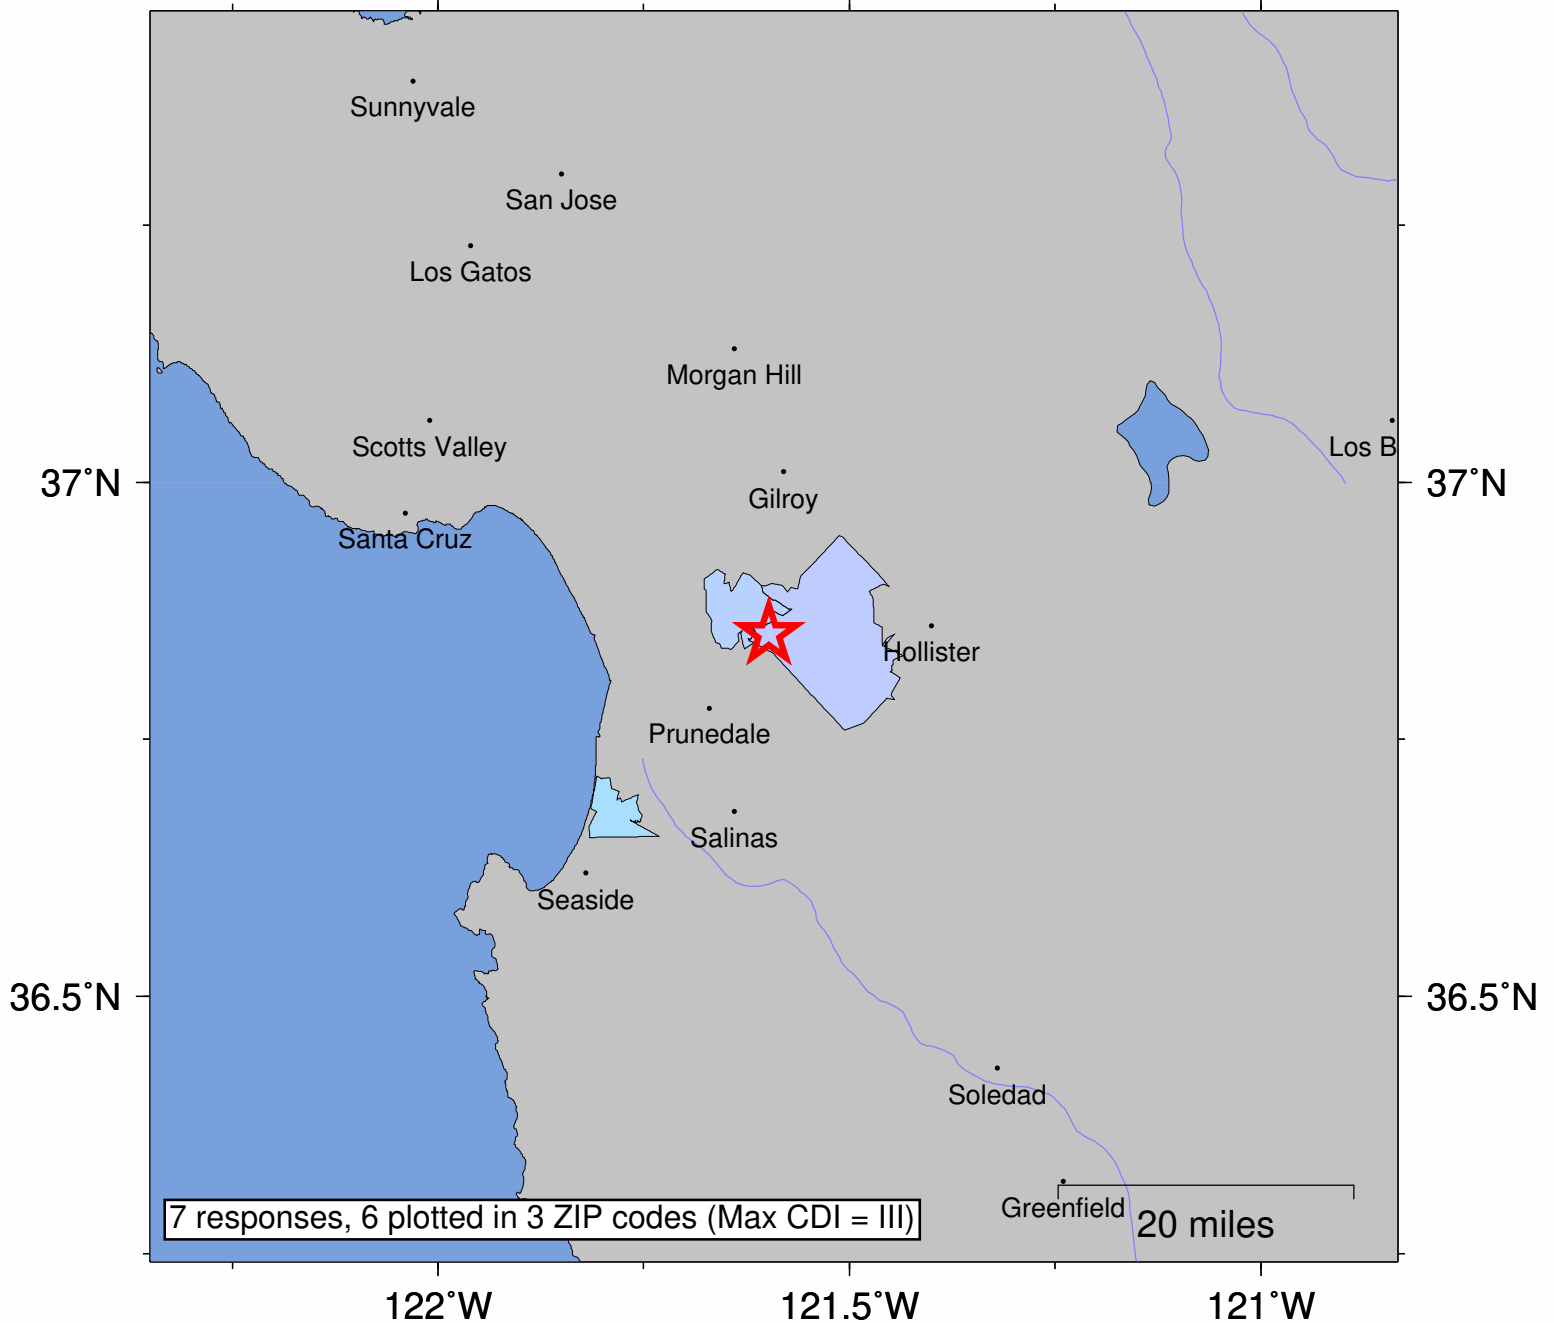 Sunnyvale
San Jose
Los Gatos
Morgan Hill
Scotts Valley
Los B
37°N
37°N
Gilroy
Santa Cruz
Hollister
Prunedale
Salinas
Seaside
36.5°N
36.5°N
Soledad
Greenfield
7 responses, 6 plotted in 3 ZIP codes (Max CDI = III)
20 miles
122°W
121.5°W
121°W